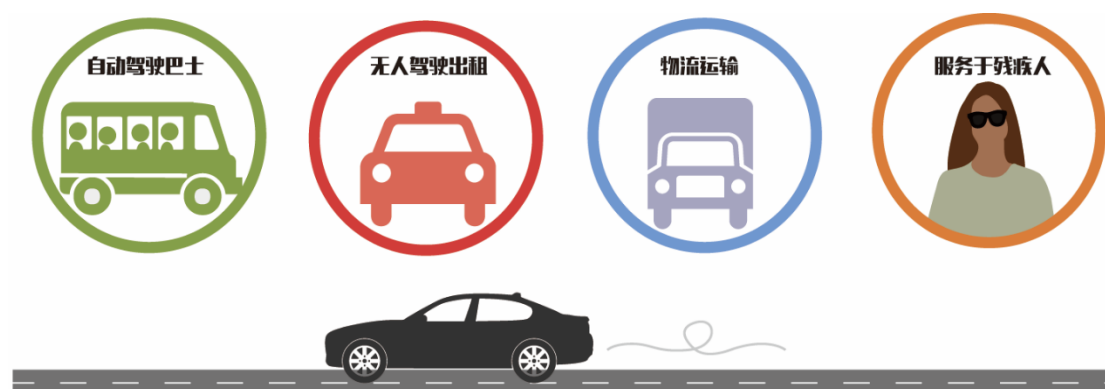 自动驾驶巴士
无人驾驶出租
物流运输
服务于残疾人